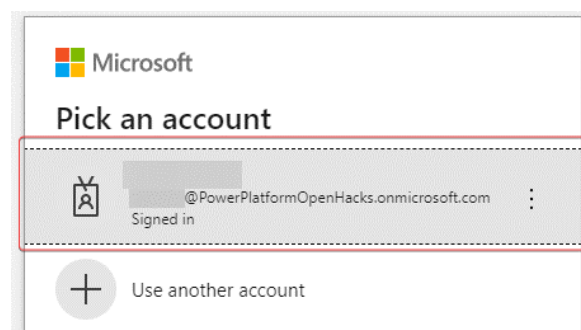 Microsoft
Pick an account
@PowerPlatformOpenHacks.onmicrosoft.com
Signed in
Use another account